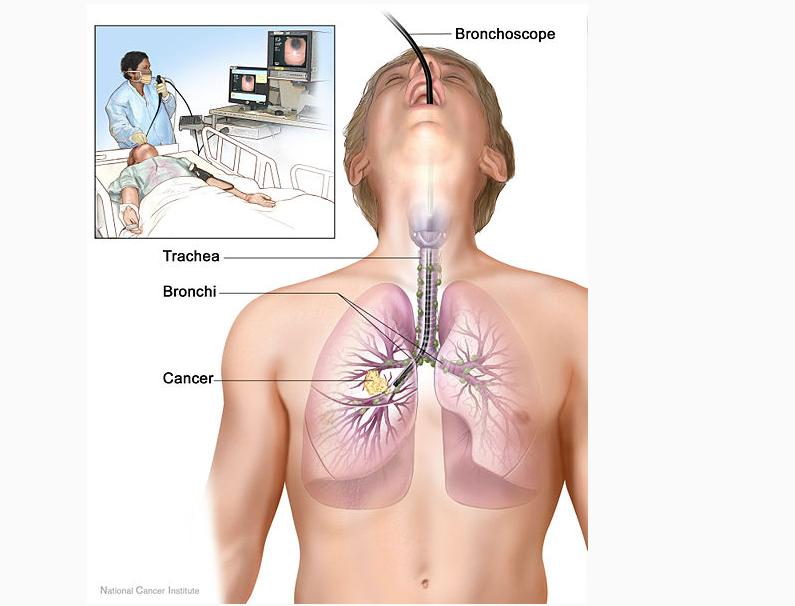 Bronchoscope
Trachea
Bronchi
Cancer
National Cancer Institute